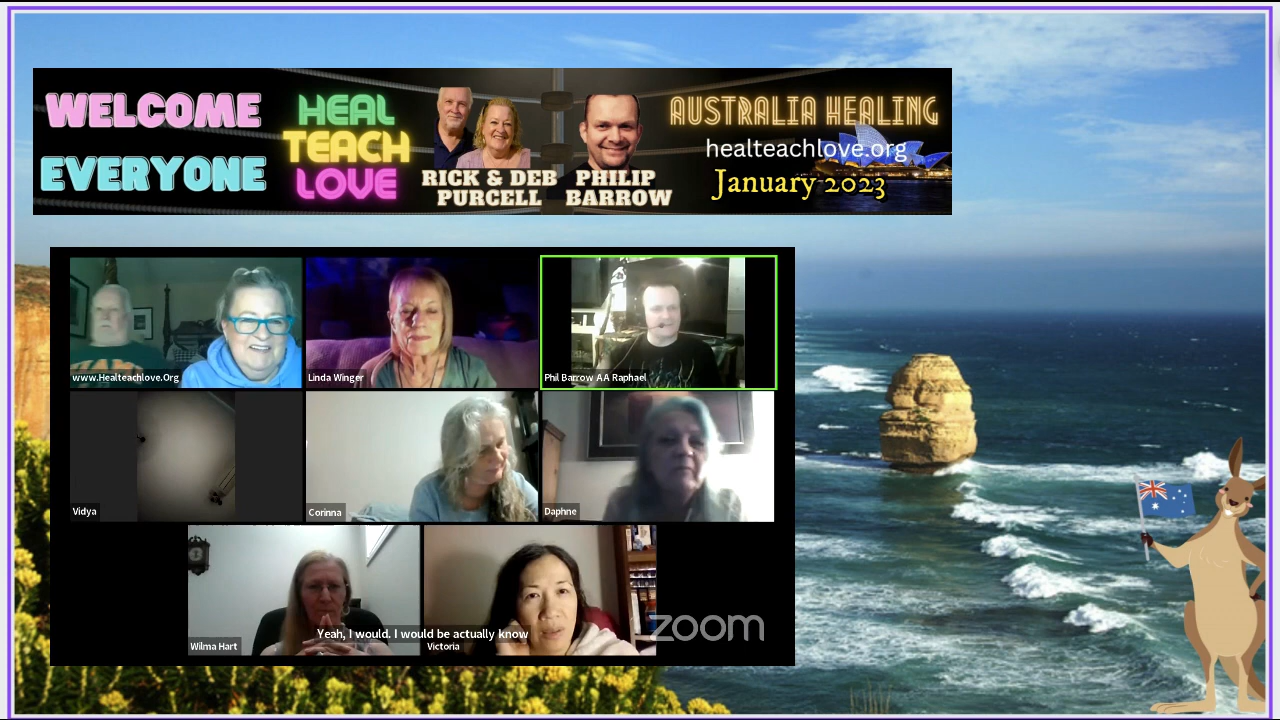 WELCOME
EVERYONE
HEAL
TEACH
LOVE
RICK & DEB
PURCELL
PHILIP
BARROW
AUSTRALIA HEALING
healteachlove.org
January 2023
www.Healteachlove.Org
Linda Winger
Phil Barrow AA Raphael
Vidya
Corinna
Daphne
Wilma Hart
Yeah, I would. I would be actually know
Victoria
zoom